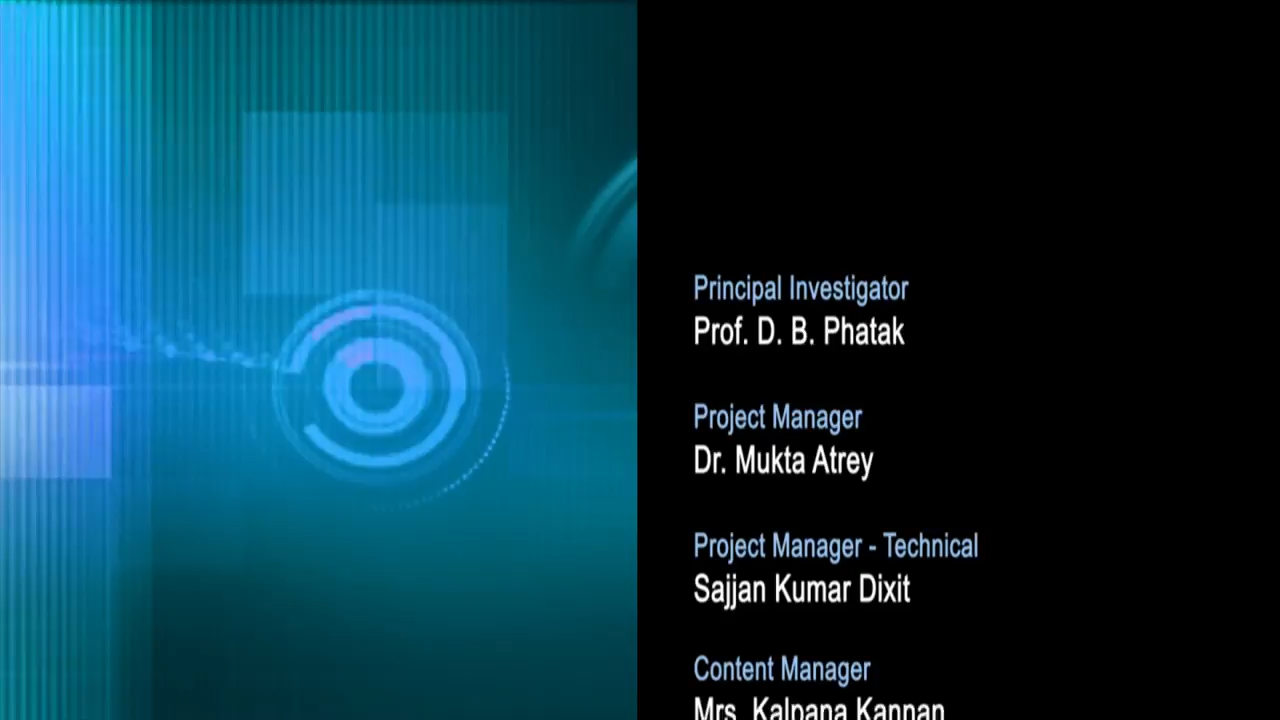 Principal Investigator
Prof. D. B. Phatak
Project Manager
Dr. Mukta Atrey
Project Manager - Technical
Sajjan Kumar Dixit
Content Manager
Mrs. Kalpana Kannan